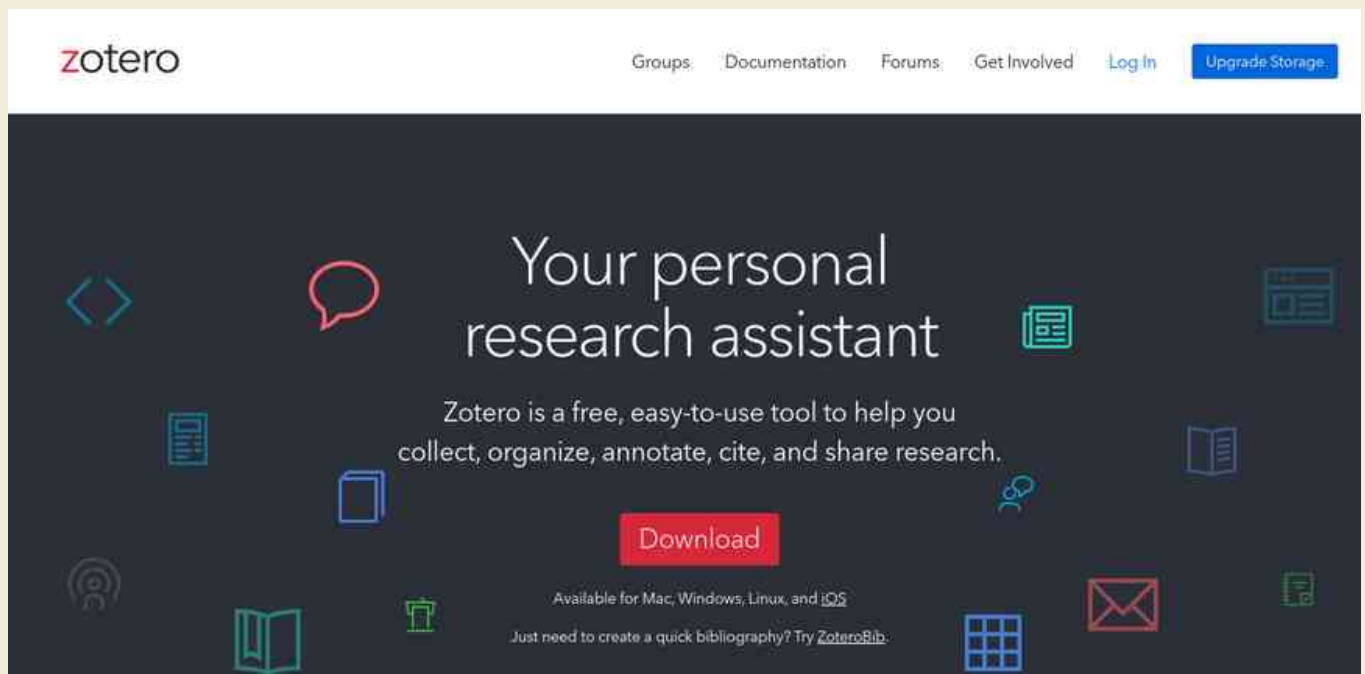 zotero
Groups Documentation Forums Get Involved Log In Upgrade Storage
Your personal
research assistant
Zotero is a free, easy-to-use tool to help you
collect, organize, annotate, cite, and share research.
Download
Available for Mac, Windows, Linux, and iOS
Just need to create a quick bibliography? Try ZoteroBib.